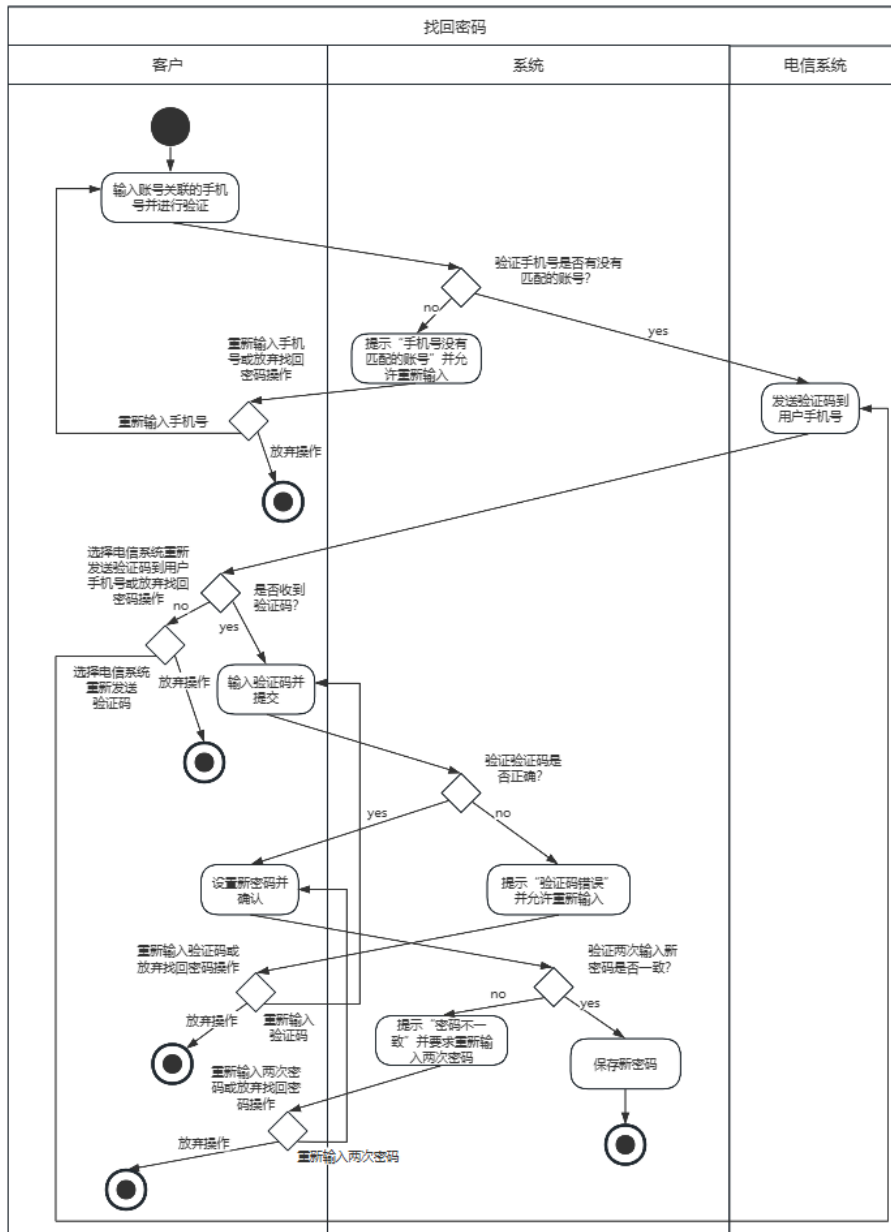 找回密码
客户
系统
电信系统
输入账号关联的手机
号并进行验证
验证手机号是否有没有
匹配的账号?
no
yes
提示“手机号没有
匹配的账号”并允
许重新输入
重新输入手机
号或放弃找回
密码操作
重新输入手机号
放弃操作
发送验证码到
用户手机号
选择电信系统重新
发送验证码到用户
手机号或放弃找回
密码操作
是否收到
验证码?
no
yes
选择电信系统
重新发送
验证码
放弃操作
输入验证码并
提交
验证验证码是
否正确?
yes
no
设置新密码并
确认
提示“验证码错误”
并允许重新输入
重新输入验证码或
放弃找回密码操作
验证两次输入新
密码是否一致?
no
yes
放弃操作
重新输入
验证码
提示“密码不一
致”并要求重新输
入两次密码
保存新密码
重新输入两次密
码或放弃找回密
码操作
放弃操作
重新输入两次密码